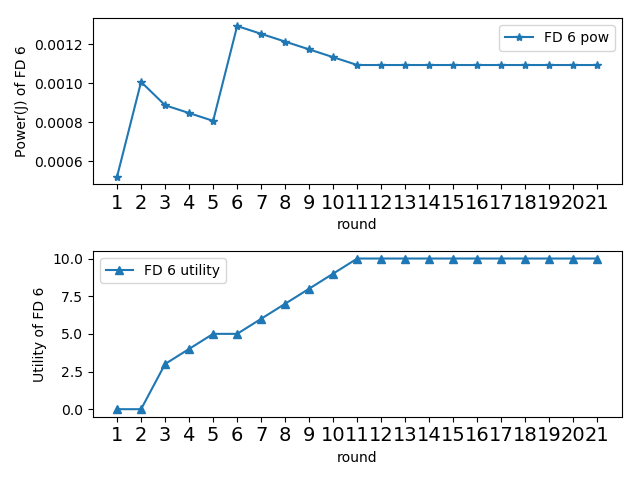 FD 6 pow
Power(J) of FD 6
0.0012
0.0010
0.0008
0.0006
1 2 3 4 5 6 7 8 9 10 11 12 13 14 15 16 17 18 19 20 21
round
FD 6 utility
Utility of FD 6
10.0
7.5
5.0
2.5
0.0
1 2 3 4 5 6 7 8 9 10 11 12 13 14 15 16 17 18 19 20 21
round